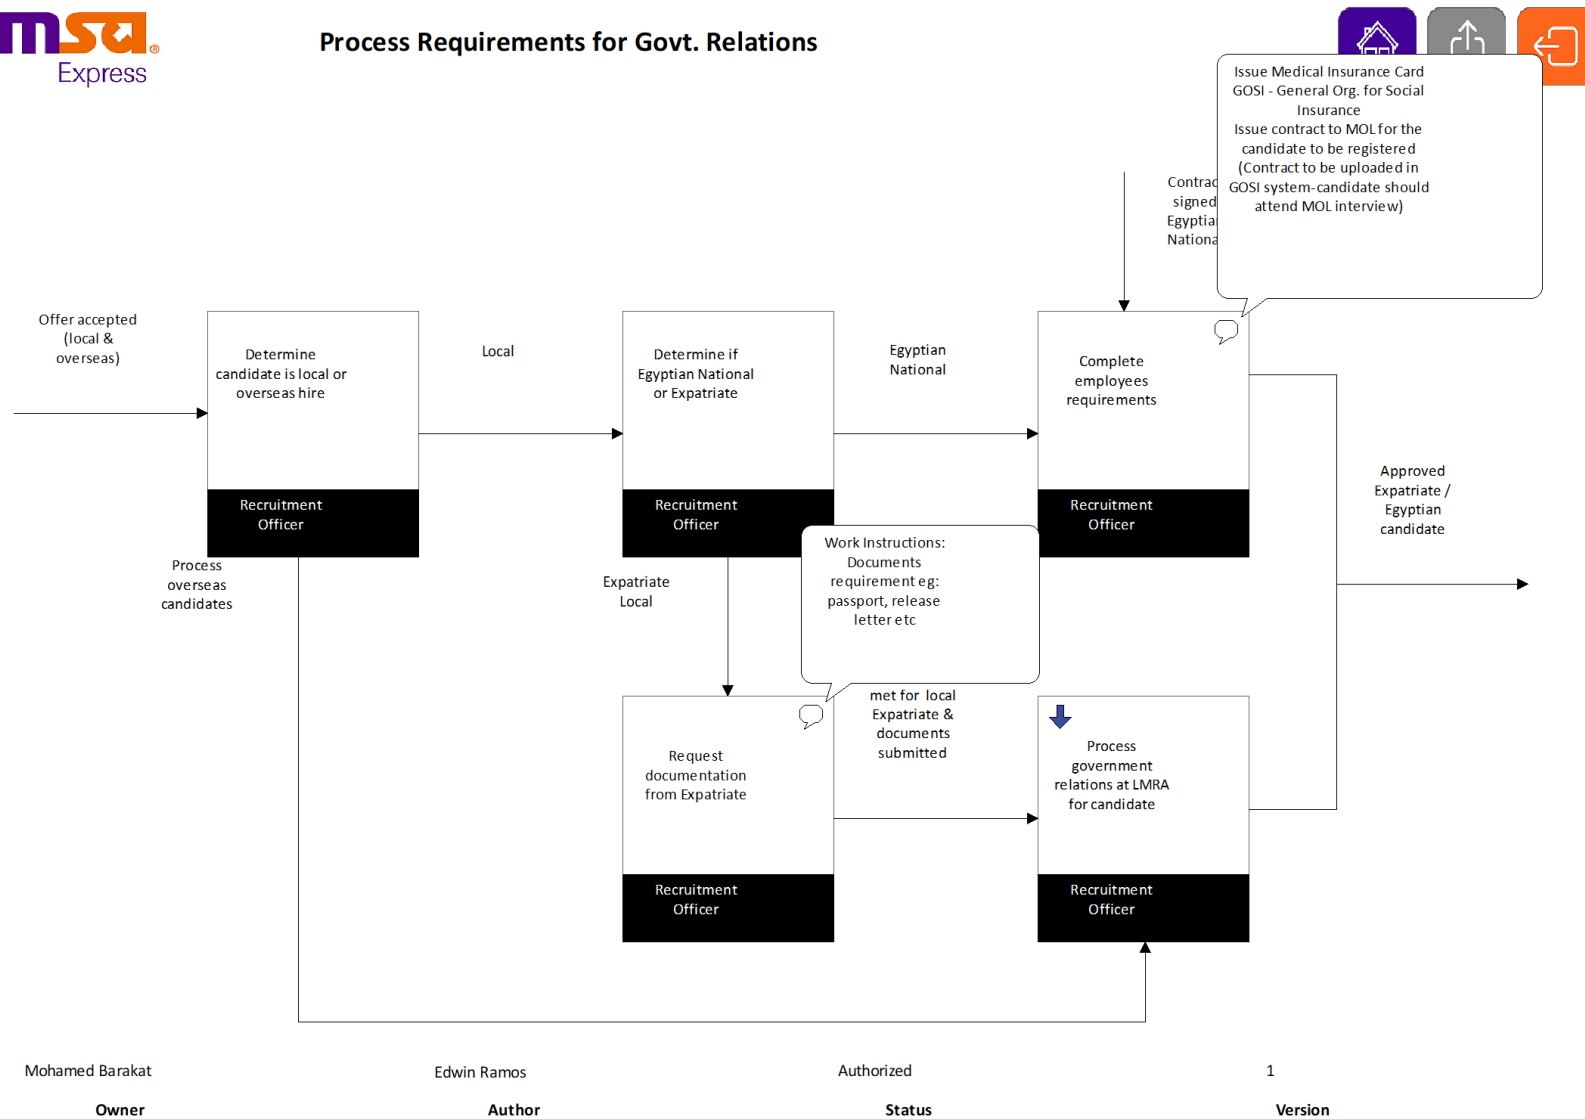 msa
®
Express
Process Requirements for Govt. Relations
Issue Medical Insurance Card
GOSI - General Org. for Social
Insurance
Issue contract to MOL for the
candidate to be registered
(Contract to be uploaded in
GOSI system-candidate should
attend MOL interview)
signed
Offer accepted
(local &
overseas)
Determine
candidate is local or
overseas hire
Recruitment
Officer
Local
Determine if
Egyptian National
or Expatriate
Recruitment
Officer
Egyptian
National
Complete
employees
requirements
Recruitment
Officer
Approved
Expatriate /
Egyptian
candidate
Process
overseas
candidates
Expatriate
Local
Work Instructions:
Documents
requirement eg:
passport, release
letter etc
met for local
Expatriate &
documents
submitted
Request
documentation
from Expatriate
Recruitment
Officer
Process
government
relations at LMRA
for candidate
Recruitment
Officer
Mohamed Barakat
Edwin Ramos
Authorized
1
Owner
Author
Status
Version